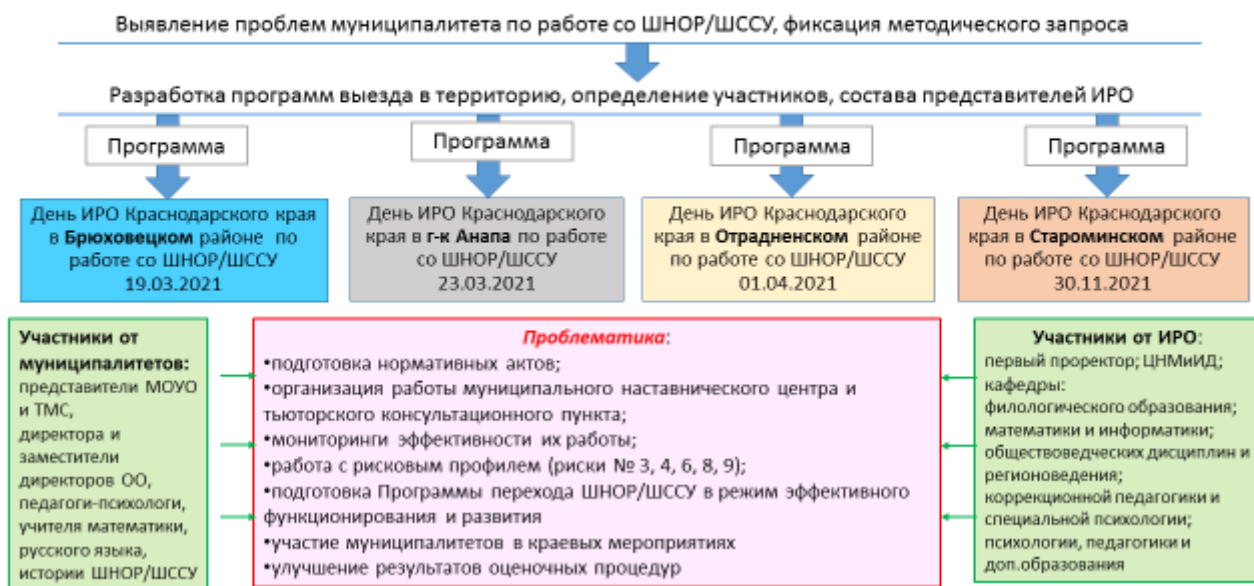 Выявление проблем муниципалитета по работе со ШНОР/ШССУ, фиксация методического запроса
Разработка программ выезда в территорию, определение участников, состава представителей ИРО
Программа
Программа
Программа
Программа
День ИРО Краснодарского края
в Брюховецком районе по
работе со ШНОР/ШССУ
19.03.2021
День ИРО Краснодарского
края в г-к Анапа по работе
со ШНОР/ШССУ
23.03.2021
День ИРО Краснодарского
края в Отрадненском районе
по работе со ШНОР/ШССУ
01.04.2021
День ИРО Краснодарского
края в Староминском районе
по работе со ШНОР/ШССУ
30.11.2021
Участники от
муниципалитетов:
представители МОУО
и ТМС,
директора и
заместители
директоров ОО,
педагоги-психологи,
учителя математики,
русского языка,
истории ШНОР/ШССУ
Проблематика:
•подготовка нормативных актов;
•организация работы муниципального наставнического центра и
тьюторского консультационного пункта;
•мониторинги эффективности их работы;
•работа с рисковым профилем (риски № 3, 4, 6, 8, 9);
•подготовка Программы перехода ШНОР/ШССУ в режим эффективного
функционирования и развития
•участие муниципалитетов в краевых мероприятиях
•улучшение результатов оценочных процедур
Участники от ИРО:
первый проректор; ЦНМиИД;
кафедры:
филологического образования;
математики и информатики;
обществоведческих дисциплин и
регионоведения;
коррекционной педагогики и
специальной психологии;
психологии, педагогики и
доп.образования